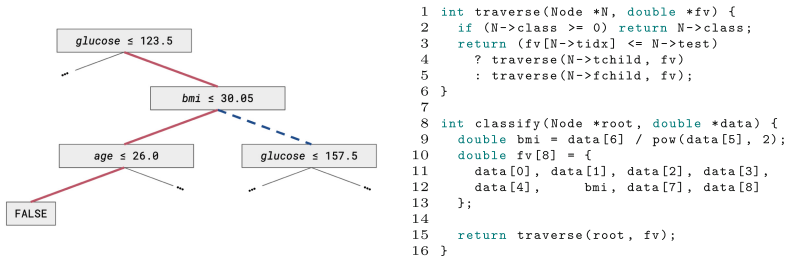 glucose ≤ 123.5
...
bmi ≤ 30.05
age ≤ 26.0
glucose ≤ 157.5
...
...
...
FALSE
1 int traverse(Node *N, double *fv) {
2   if (N->class >= 0) return N->class;
3   return (fv[N->tidx] <= N->test)
4     ? traverse(N->tchild, fv)
5     : traverse(N->fchild, fv);
6 }
7
8 int classify(Node *root, double *data) {
9   double bmi = data[6] / pow(data[5], 2);
10   double fv[8] = {
11     data[0], data[1], data[2], data[3],
12     data[4],     bmi, data[7], data[8]
13   };
14
15   return traverse(root, fv);
16 }